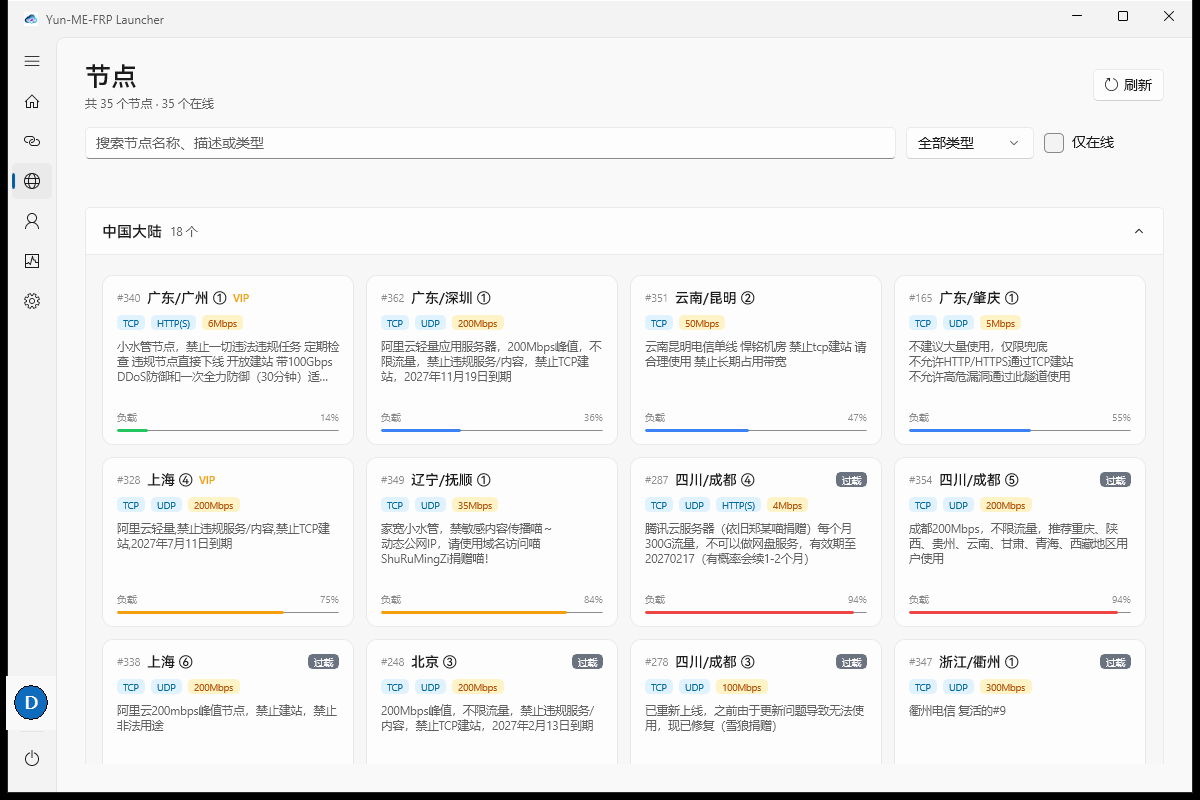 Yun-ME-FRP Launcher
节点
共 35 个节点 · 35 个在线
刷新
搜索节点名称、描述或类型
全部类型
仅在线
中国大陆 18 个
#340 广东/广州 ① VIP
TCP HTTP(S) 6Mbps
小水管节点，禁止一切违法违规任务 定期检
查 违规节点直接下线 开放建站 带100Gbps
DDoS防御和一次全力防御（30分钟）适...
负载 14%
#362 广东/深圳 ①
TCP UDP 200Mbps
阿里云轻量应用服务器，200Mbps峰值，不
限流量，禁止违规服务/内容，禁止TCP建
站，2027年11月19日到期
负载 36%
#351 云南/昆明 ②
TCP 50Mbps
云南昆明电信单线 悍铭机房 禁止tcp建站 请
合理使用 禁止长期占用带宽
负载 47%
#165 广东/肇庆 ①
TCP UDP 5Mbps
不建议大量使用，仅限兜底
不允许HTTP/HTTPS通过TCP建站
不允许高危漏洞通过此隧道使用
负载 55%
#328 上海 ④ VIP
TCP UDP 200Mbps
阿里云轻量,禁止违规服务/内容,禁止TCP建
站,2027年7月11日到期
负载 75%
#349 辽宁/抚顺 ①
TCP UDP 35Mbps
家宽小水管，禁敏感内容传播喵～
动态公网IP，请使用域名访问喵
ShuRuMingZi捐赠喵!
负载 84%
#287 四川/成都 ④ 过载
TCP UDP HTTP(S) 4Mbps
腾讯云服务器（依旧郑某喵捐赠）每个月
300G流量，不可以做网盘服务，有效期至
20270217（有概率会续1-2个月）
负载 94%
#354 四川/成都 ⑤ 过载
TCP UDP 200Mbps
成都200Mbps，不限流量，推荐重庆、陕
西、贵州、云南、甘肃、青海、西藏地区用
户使用
负载 94%
#338 上海 ⑥ 过载
TCP UDP 200Mbps
阿里云200mbps峰值节点，禁止建站，禁止
非法用途
#248 北京 ③ 过载
TCP UDP 200Mbps
200Mbps峰值，不限流量，禁止违规服务/
内容，禁止TCP建站，2027年2月13日到期
#278 四川/成都 ③ 过载
TCP UDP 100Mbps
已重新上线，之前由于更新问题导致无法使
用，现已修复（雪狼捐赠）
#347 浙江/衢州 ① 过载
TCP UDP 300Mbps
衢州电信 复活的#9
D